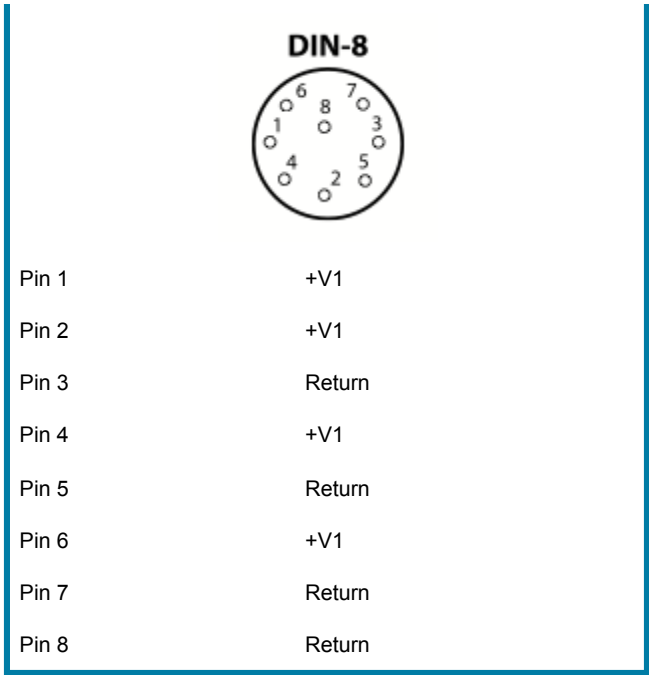 DIN-8
6 7
8
1 3
4 5
2
Pin 1 +V1
Pin 2 +V1
Pin 3 Return
Pin 4 +V1
Pin 5 Return
Pin 6 +V1
Pin 7 Return
Pin 8 Return